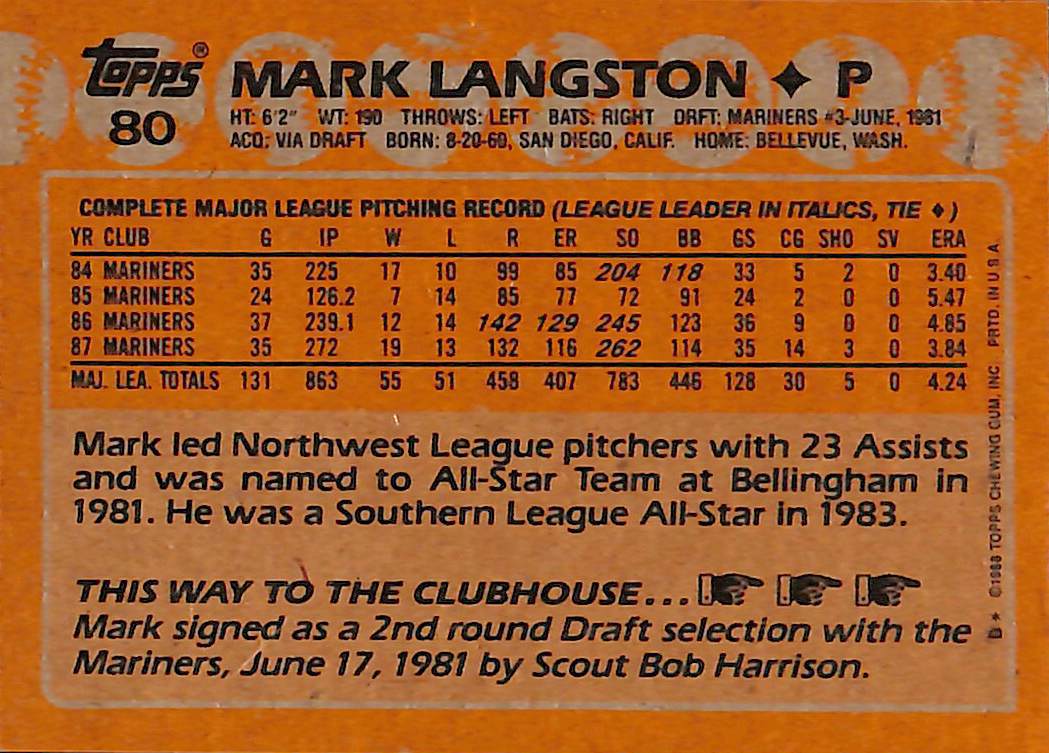 topps®
80
MARK LANGSTON ♦ P
HT: 6'2" WT: 190 THROWS: LEFT BATS: RIGHT DRFT: MARINERS #3-JUNE, 1981
ACQ: VIA DRAFT BORN: 8-20-60, SAN DIEGO, CALIF. HOME: BELLEVUE, WASH.
COMPLETE MAJOR LEAGUE PITCHING RECORD (LEAGUE LEADER IN ITALICS, TIE ♦)
YR CLUB G IP W L R ER SO BB GS CG SHO SV ERA
84 MARINERS 35 225 17 10 99 85 204 118 33 5 2 0 3.40
85 MARINERS 24 126.2 7 14 85 77 72 91 24 2 0 0 5.47
86 MARINERS 37 239.1 12 14 142 129 245 123 36 9 0 0 4.85
87 MARINERS 35 272 19 13 132 116 262 114 35 14 3 0 3.84
MAJ. LEA. TOTALS 131 863 55 51 458 407 783 446 128 30 5 0 4.24
Mark led Northwest League pitchers with 23 Assists
and was named to All-Star Team at Bellingham in
1981. He was a Southern League All-Star in 1983.
THIS WAY TO THE CLUBHOUSE...
Mark signed as a 2nd round Draft selection with the
Mariners, June 17, 1981 by Scout Bob Harrison.
D* ©1988 TOPPS CHEWING GUM, INC. PRTD. IN U.S.A.